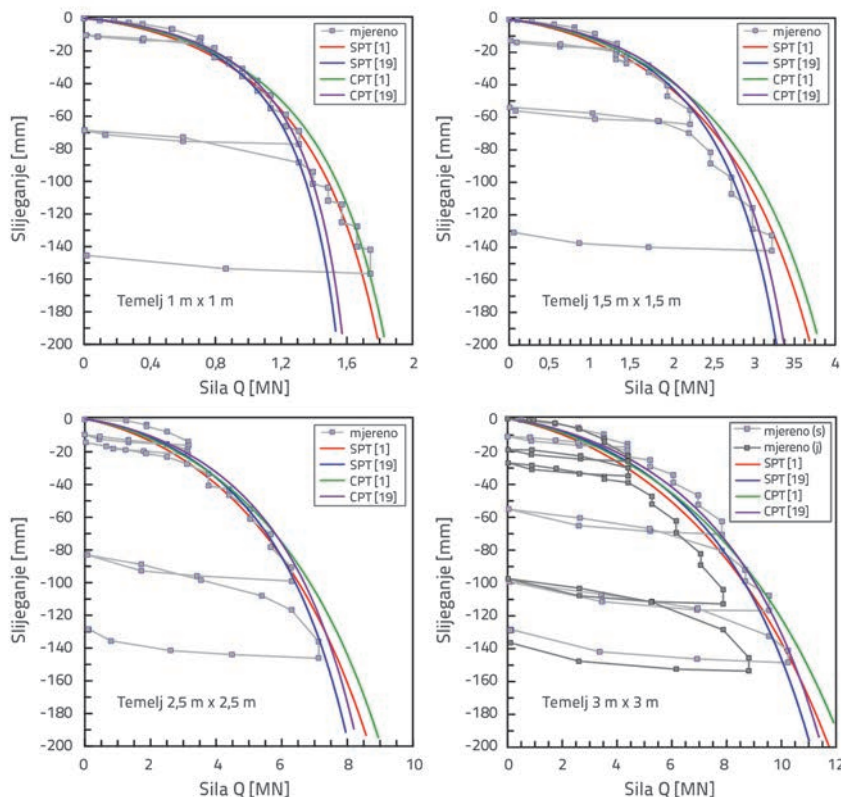 0
-20
-40
-60
-80
-100
-120
-140
-160
-180
-200
Slijeganje [mm]
mjereno
SPT [1]
SPT [19]
CPT [1]
CPT [19]
Temelj 1 m x 1 m
0 0,4 0,8 1,2 1,6 2
Sila Q [MN]
0
-20
-40
-60
-80
-100
-120
-140
-160
-180
-200
Slijeganje [mm]
mjereno
SPT [1]
SPT [19]
CPT [1]
CPT [19]
Temelj 1,5 m x 1,5 m
0 0,5 1 1,5 2 2,5 3 3,5 4
Sila Q [MN]
0
-20
-40
-60
-80
-100
-120
-140
-160
-180
-200
Slijeganje [mm]
mjereno
SPT [1]
SPT [19]
CPT [1]
CPT [19]
Temelj 2,5 m x 2,5 m
0 2 4 6 8 10
Sila Q [MN]
0
-20
-40
-60
-80
-100
-120
-140
-160
-180
-200
Slijeganje [mm]
mjereno (s)
mjereno (j)
SPT [1]
SPT [19]
CPT [1]
CPT [19]
Temelj 3 m x 3 m
0 2 4 6 8 10 12
Sila Q [MN]